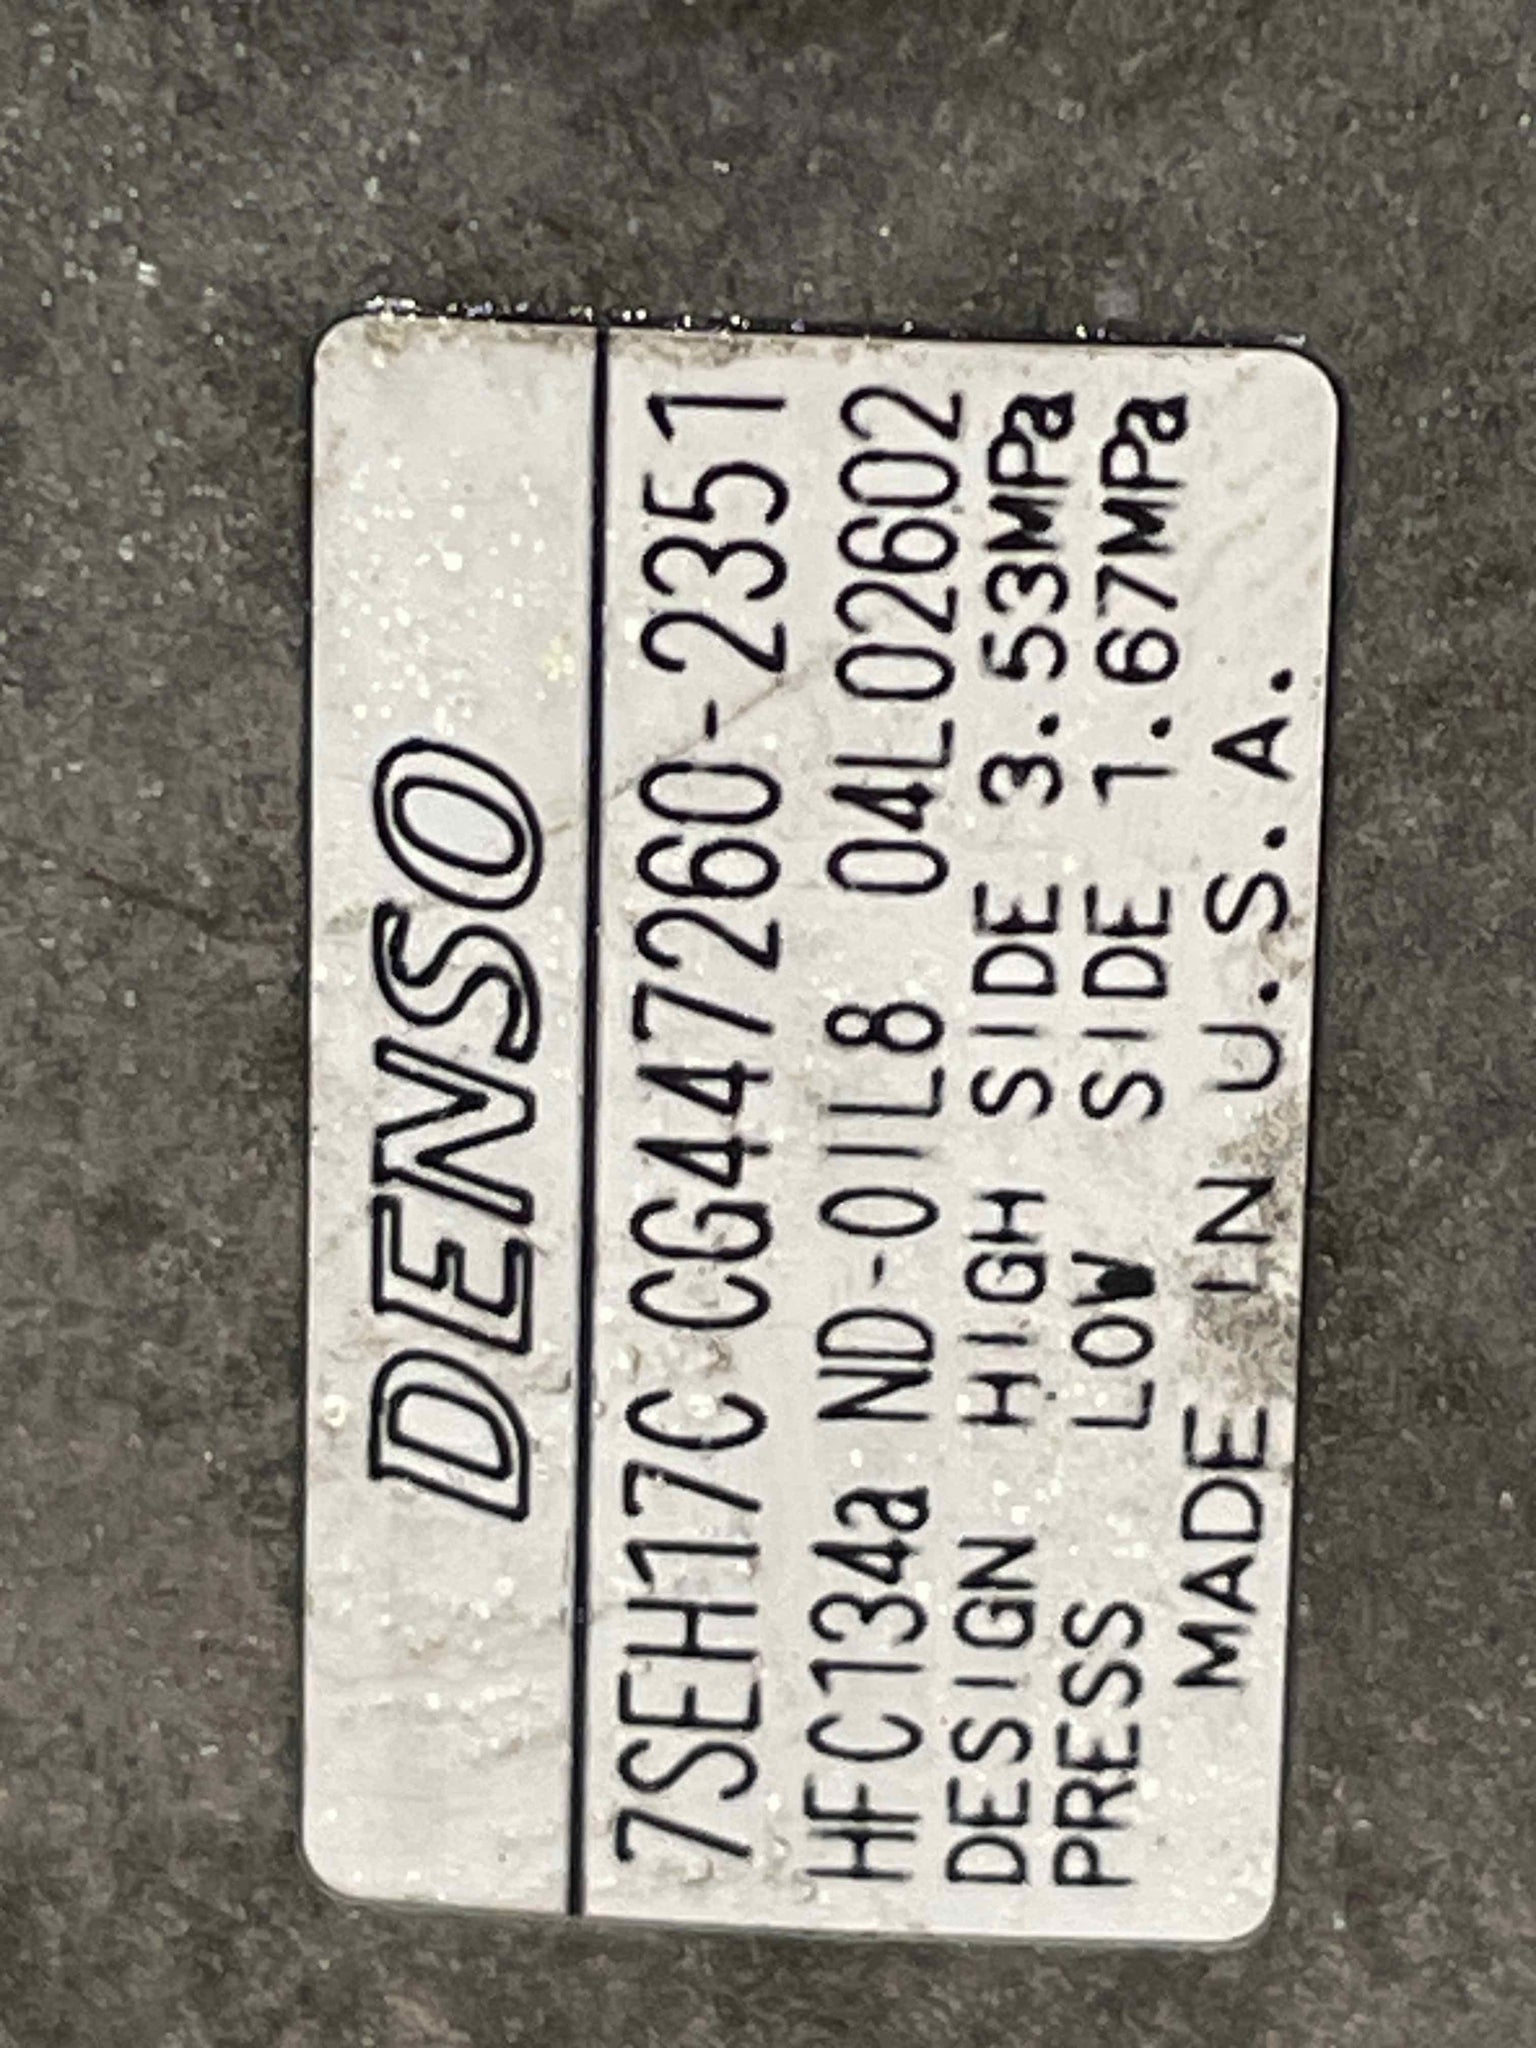 DENSO
7SEH17C CG447260-2351
HFC134a ND-OIL8 04L02602
DESIGN HIGH SIDE 3.53MPa
PRESS LOW SIDE 1.67MPa
MADE IN U.S.A.